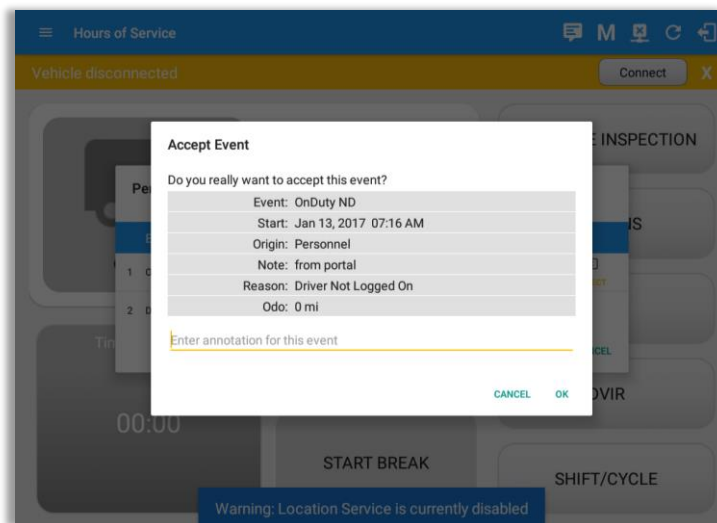 Hours of Service
M
Vehicle disconnected
Connect
X
INSPECTION
Accept Event
Do you really want to accept this event?
Event: OnDuty ND
Start: Jan 13, 2017 07:16 AM
Origin: Personnel
Note: from portal
Reason: Driver Not Logged On
Odo: 0 mi
Enter annotation for this event
CANCEL
OK
1
2
00:00
START BREAK
SHIFT/CYCLE
Warning: Location Service is currently disabled